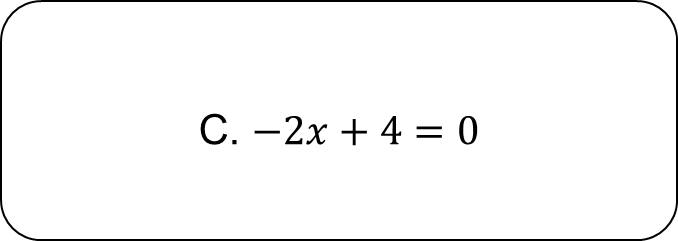 C. −2𝑥 + 4 = 0